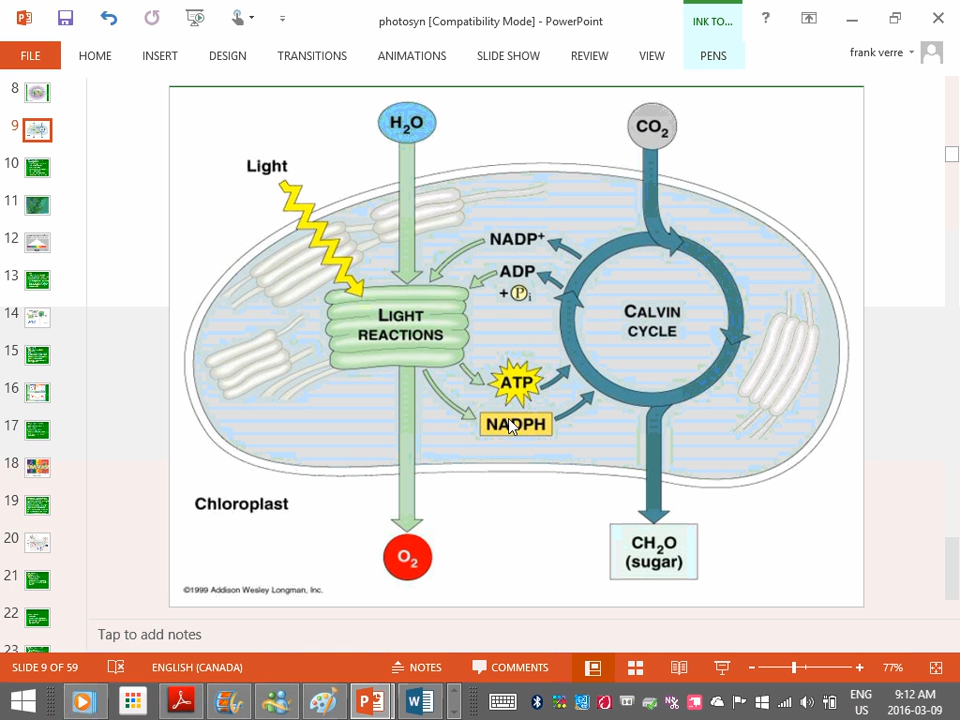 photosyn [Compatibility Mode] - PowerPoint
INK TO...
?
FILE
HOME
INSERT
DESIGN
TRANSITIONS
ANIMATIONS
SLIDE SHOW
REVIEW
VIEW
PENS
frank verre
8
9
10
11
12
13
14
15
16
17
18
19
20
21
22
23
H₂O
CO₂
Light
NADP⁺
ADP
+ Pᵢ
LIGHT
REACTIONS
CALVIN
CYCLE
ATP
NADPH
Chloroplast
O₂
CH₂O
(sugar)
©1999 Addison Wesley Longman, Inc.
Tap to add notes
SLIDE 9 OF 59
ENGLISH (CANADA)
NOTES
COMMENTS
77%
ENG
US
9:12 AM
2016-03-09